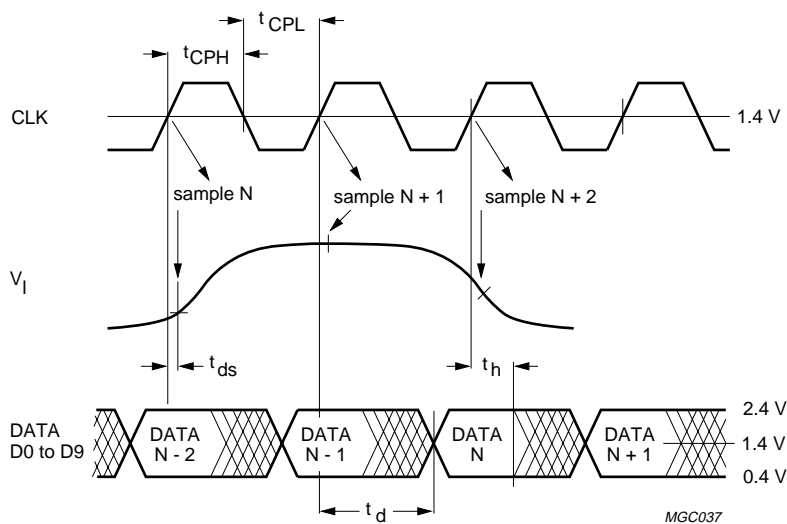 t CPL
t CPH
CLK
1.4 V
sample N
sample N + 1
sample N + 2
V I
t ds
t h
DATA
D0 to D9
DATA
N - 2
DATA
N - 1
DATA
N
DATA
N + 1
2.4 V
1.4 V
0.4 V
t d
MGC037